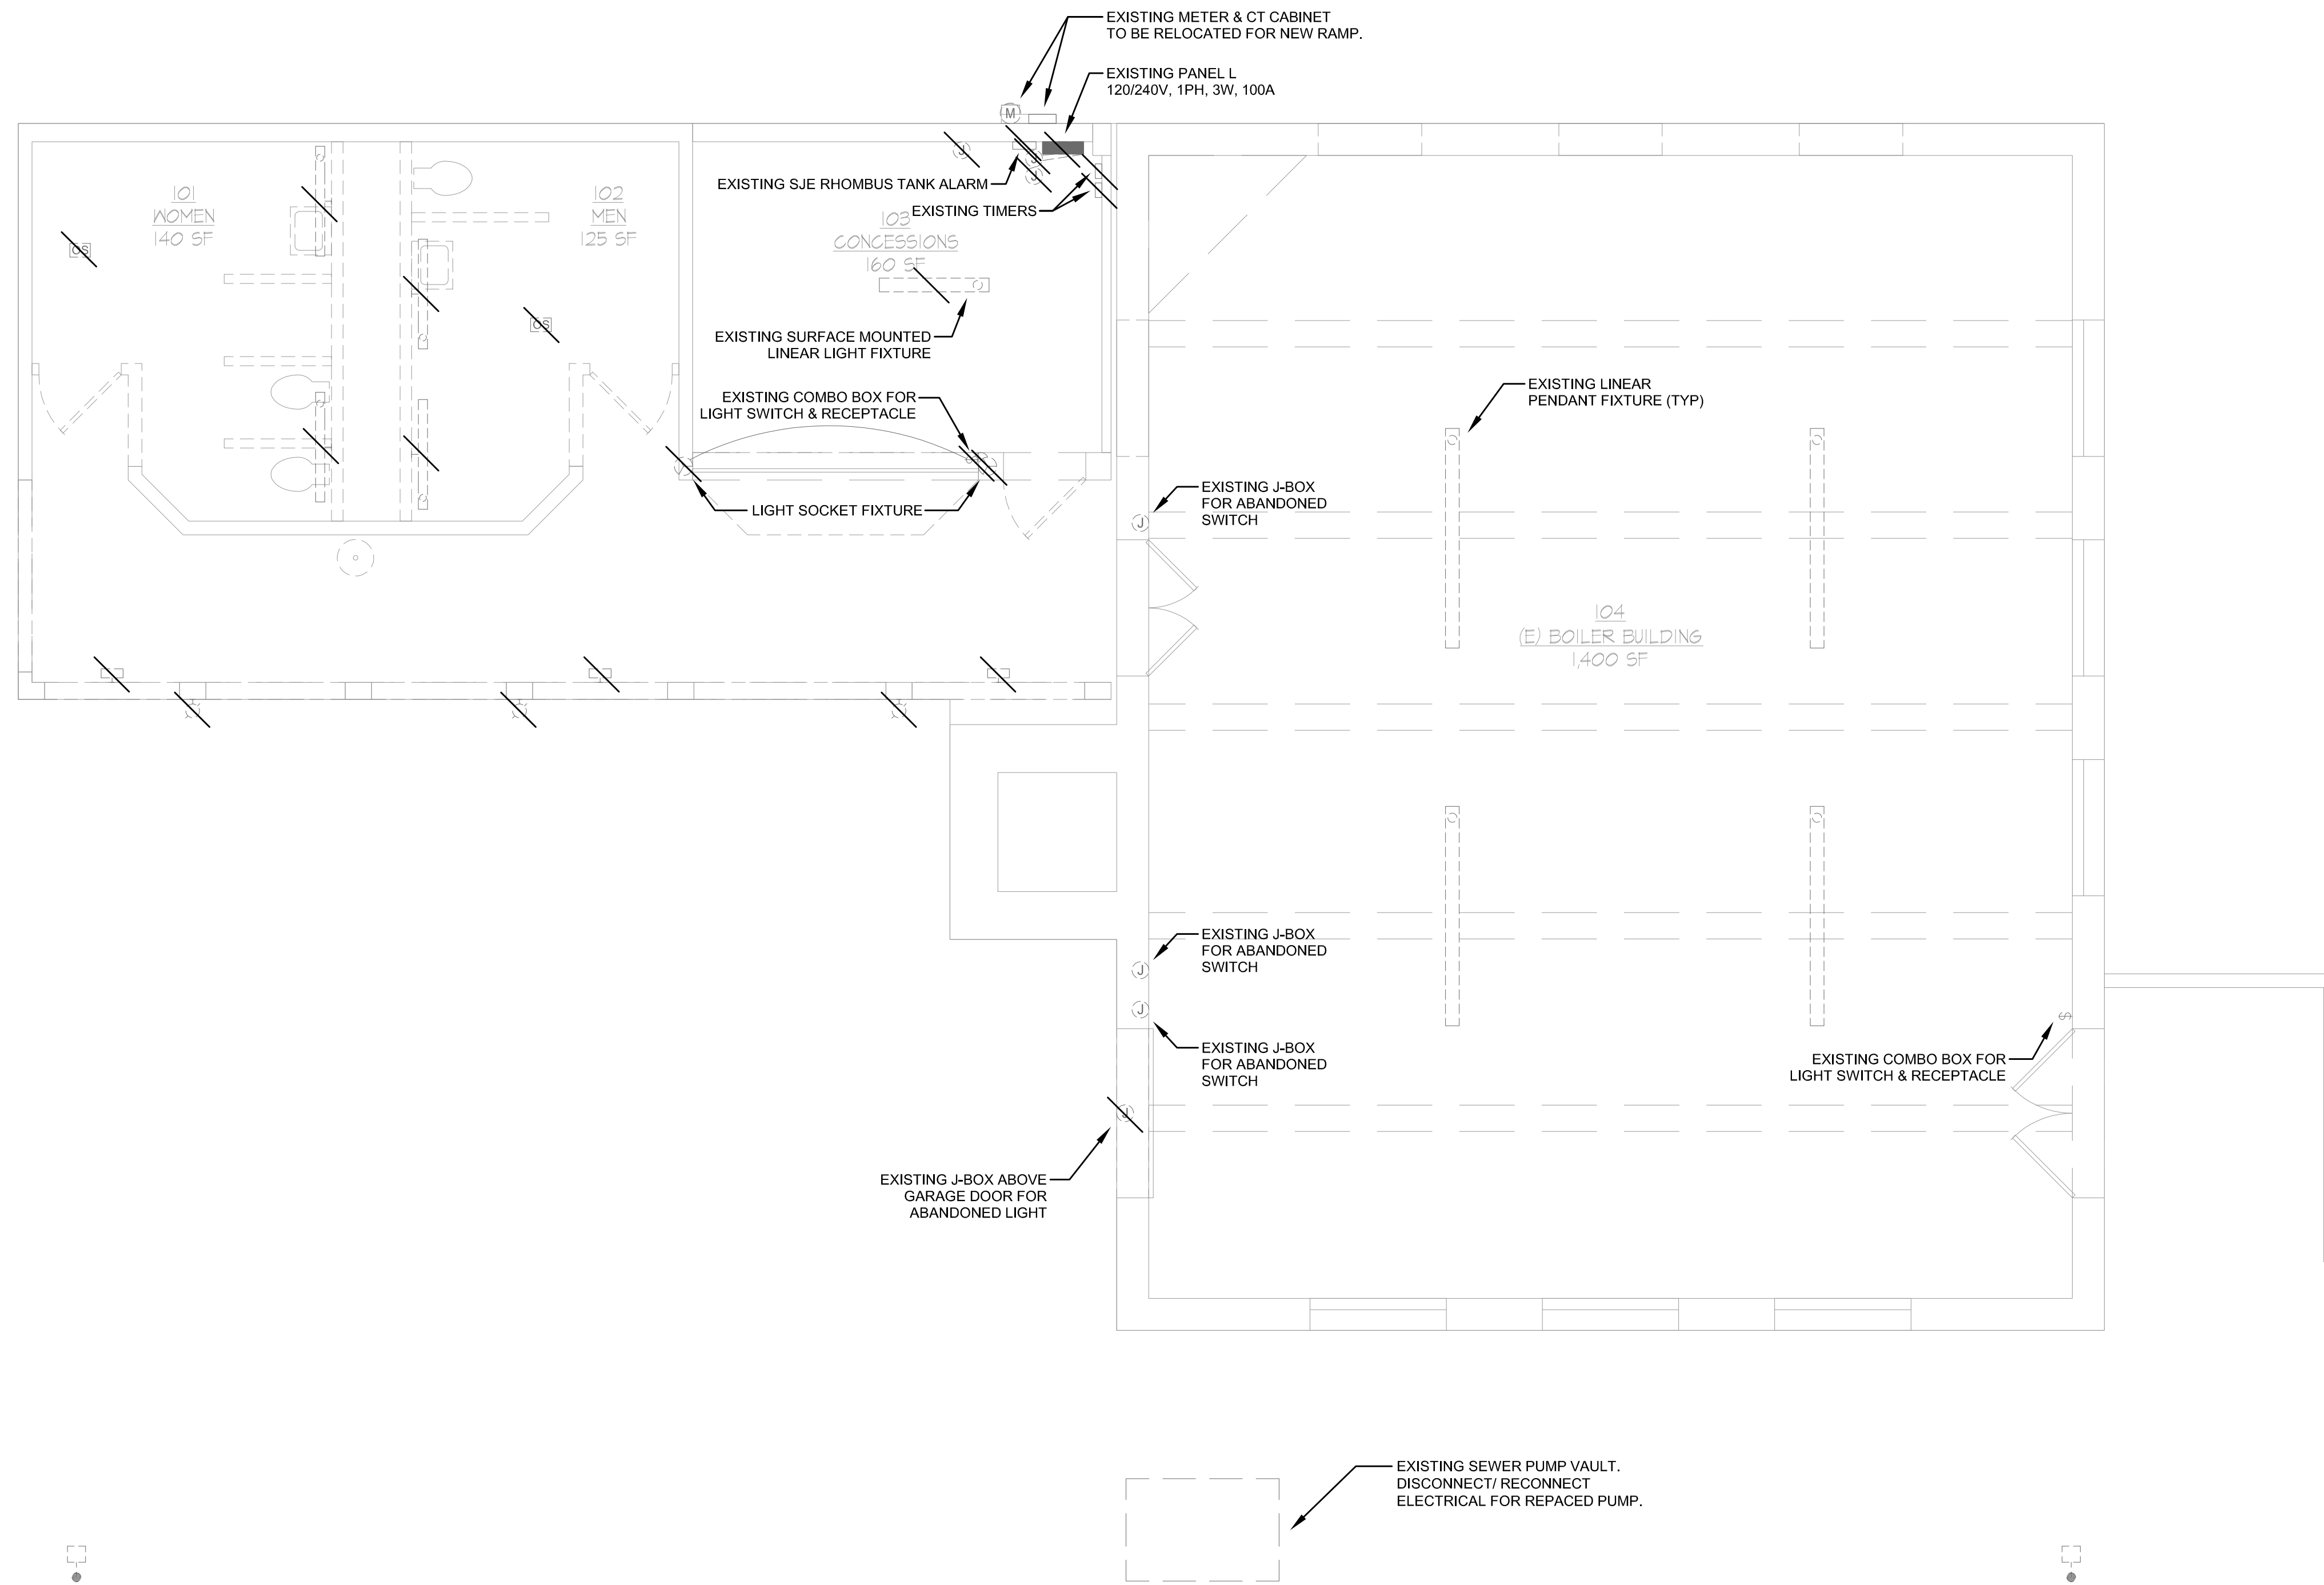 EXISTING METER & CT CABINET
TO BE RELOCATED FOR NEW RAMP.
EXISTING PANEL L
120/240V, 1PH, 3W, 100A
M
J
J
J
EXISTING SJE RHOMBUS TANK ALARM
EXISTING TIMERS
101
WOMEN
140 SF
102
MEN
125 SF
103
CONCESSIONS
160 SF
OS
OS
EXISTING SURFACE MOUNTED
LINEAR LIGHT FIXTURE
EXISTING COMBO BOX FOR
LIGHT SWITCH & RECEPTACLE
LIGHT SOCKET FIXTURE
EXISTING LINEAR
PENDANT FIXTURE (TYP)
EXISTING J-BOX
FOR ABANDONED
SWITCH
J
104
(E) BOILER BUILDING
1,400 SF
EXISTING J-BOX
FOR ABANDONED
SWITCH
J
J
EXISTING J-BOX
FOR ABANDONED
SWITCH
S
EXISTING COMBO BOX FOR
LIGHT SWITCH & RECEPTACLE
J
EXISTING J-BOX ABOVE
GARAGE DOOR FOR
ABANDONED LIGHT
EXISTING SEWER PUMP VAULT.
DISCONNECT/ RECONNECT
ELECTRICAL FOR REPACED PUMP.